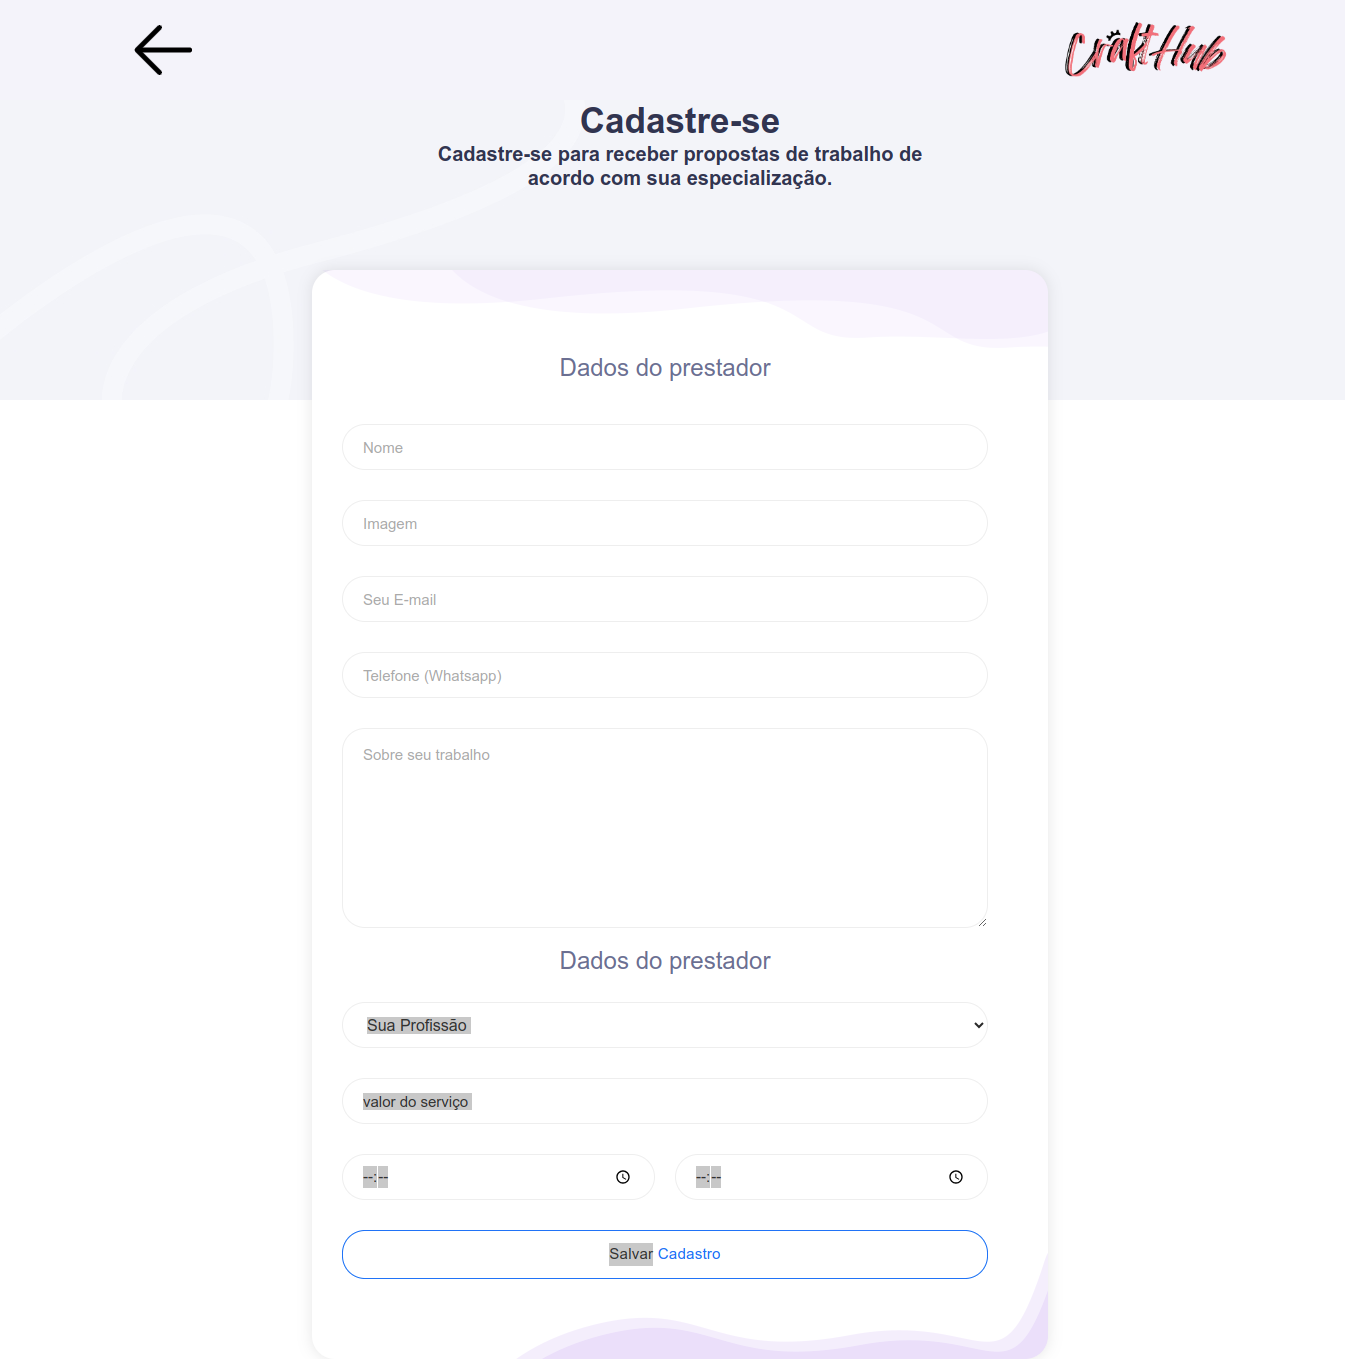 CraftHub
Cadastre-se
Cadastre-se para receber propostas de trabalho de
acordo com sua especialização.
Dados do prestador
Nome
Imagem
Seu E-mail
Telefone (Whatsapp)
Sobre seu trabalho
Dados do prestador
Sua Profissão
valor do serviço
--:-- --:--
Salvar Cadastro